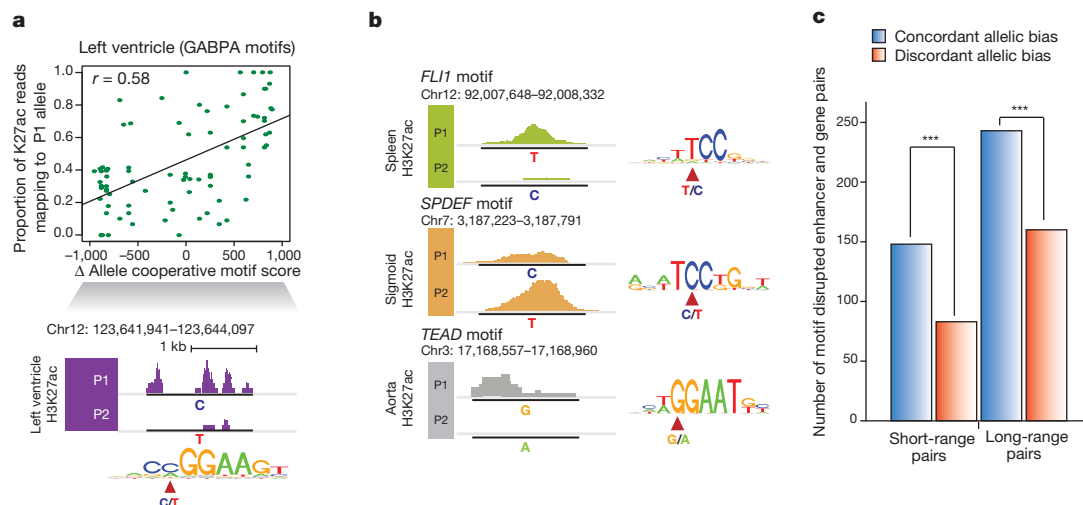 a
Left ventricle (GABPA motifs)
r = 0.58
Proportion of K27ac reads
mapping to P1 allele
1.0
0.8
0.6
0.4
0.2
0.0
-1,000 -500 0 500 1,000
Δ Allele cooperative motif score
Chr12: 123,641,941–123,644,097
1 kb
Left ventricle
H3K27ac
P1
C
P2
T
CCGGAAGT
C/T
b
FLI1 motif
Chr12: 92,007,648–92,008,332
Spleen
H3K27ac
P1
T
P2
C
TTCC
T/C
SPDEF motif
Chr7: 3,187,223–3,187,791
Sigmoid
H3K27ac
P1
C
P2
T
ATCCTG
C/T
TEAD motif
Chr3: 17,168,557–17,168,960
Aorta
H3K27ac
P1
G
P2
A
GGAAT
G/A
c
Concordant allelic bias
Discordant allelic bias
Number of motif disrupted enhancer and gene pairs
250
200
150
100
50
0
***
***
Short-range
pairs
Long-range
pairs